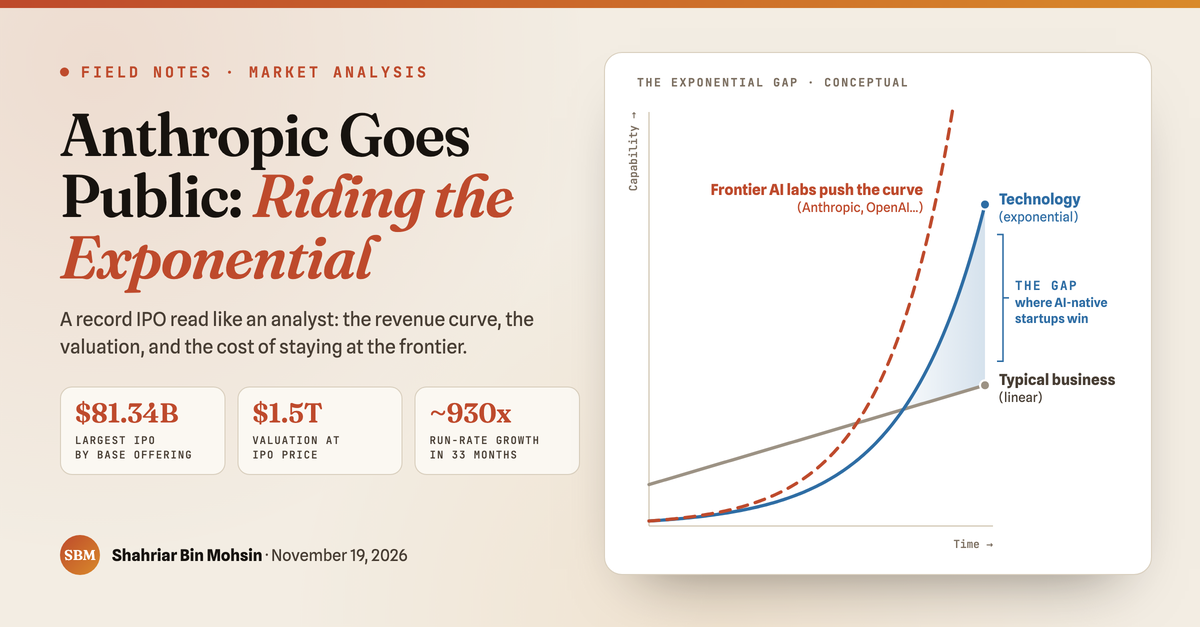 FIELD NOTES · MARKET ANALYSIS
Anthropic Goes
Public: Riding the
Exponential
A record IPO read like an analyst: the revenue curve, the
valuation, and the cost of staying at the frontier.
$81.34B
LARGEST IPO
BY BASE OFFERING
$1.5T
VALUATION AT
IPO PRICE
~930x
RUN-RATE GROWTH
IN 33 MONTHS
SBM
Shahriar Bin Mohsin · November 19, 2026
THE EXPONENTIAL GAP · CONCEPTUAL
Capability →
Frontier AI labs push the curve
(Anthropic, OpenAI...)
Technology
(exponential)
THE GAP
where AI-native
startups win
Typical business
(linear)
Time →